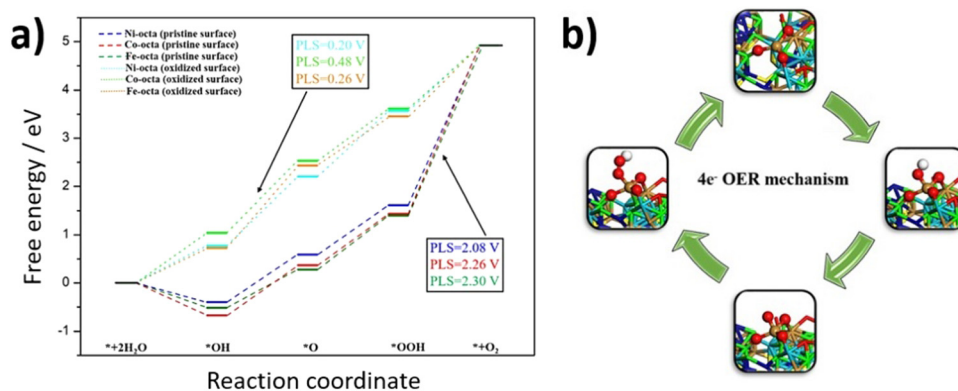 a)
Free energy / eV
5
4
3
2
1
0
-1
Ni-octa (pristine surface)
Co-octa (pristine surface)
Fe-octa (pristine surface)
Ni-octa (oxidized surface)
Co-octa (oxidized surface)
Fe-octa (oxidized surface)
PLS=0.20 V
PLS=0.48 V
PLS=0.26 V
PLS=2.08 V
PLS=2.26 V
PLS=2.30 V
*+2H₂O *OH *O *OOH *+O₂
Reaction coordinate
b)
4e⁻ OER mechanism